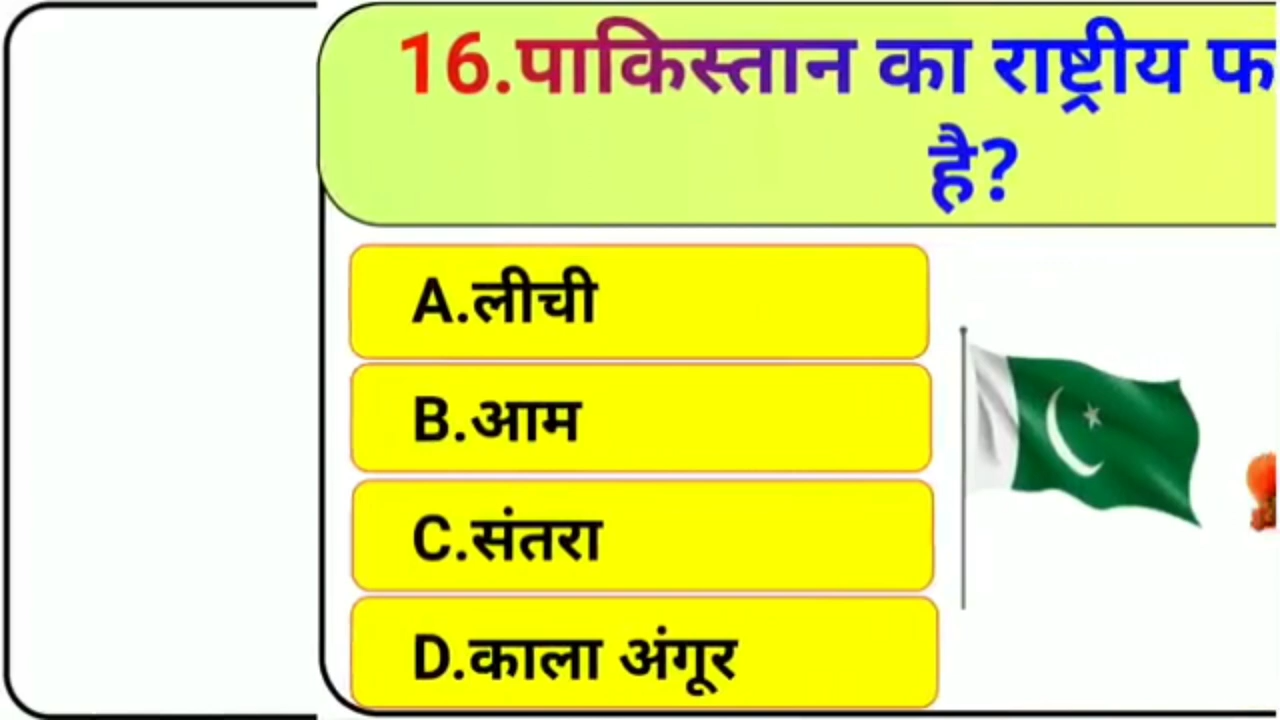 16.पाकिस्तान का राष्ट्रीय फ
है?
A.लीची
B.आम
C.संतरा
D.काला अंगूर